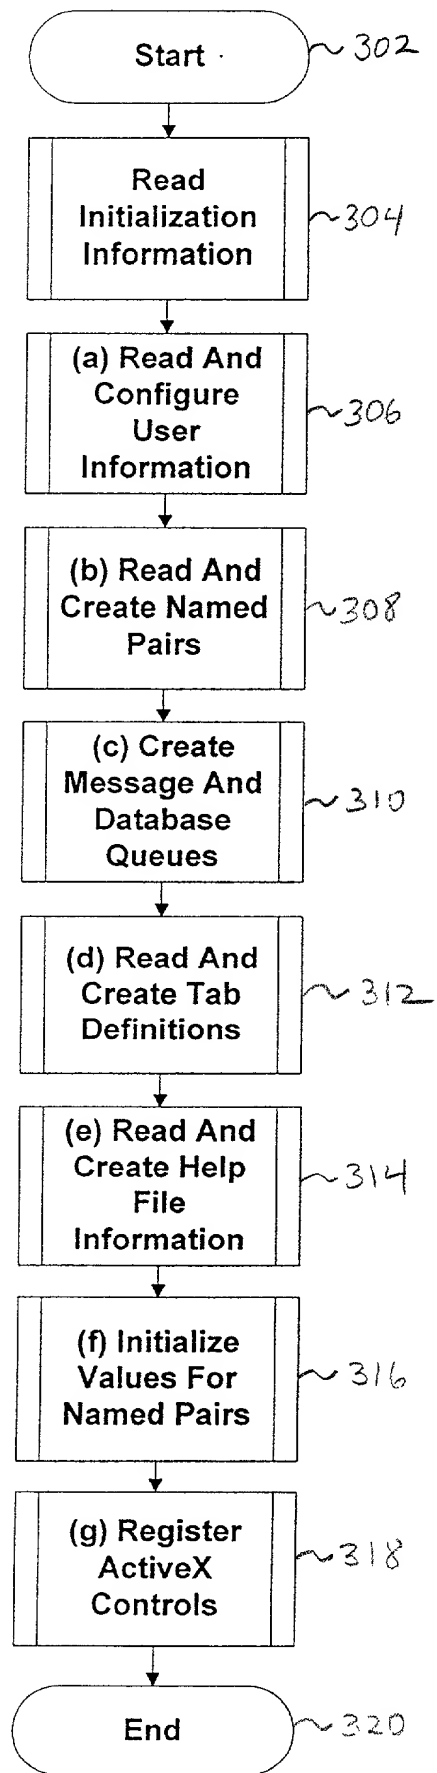 Start
302
Read
Initialization
Information
304
(a) Read And
Configure
User
Information
306
(b) Read And
Create Named
Pairs
308
(c) Create
Message And
Database
Queues
310
(d) Read And
Create Tab
Definitions
312
(e) Read And
Create Help
File
Information
314
(f) Initialize
Values For
Named Pairs
316
(g) Register
ActiveX
Controls
318
End
320